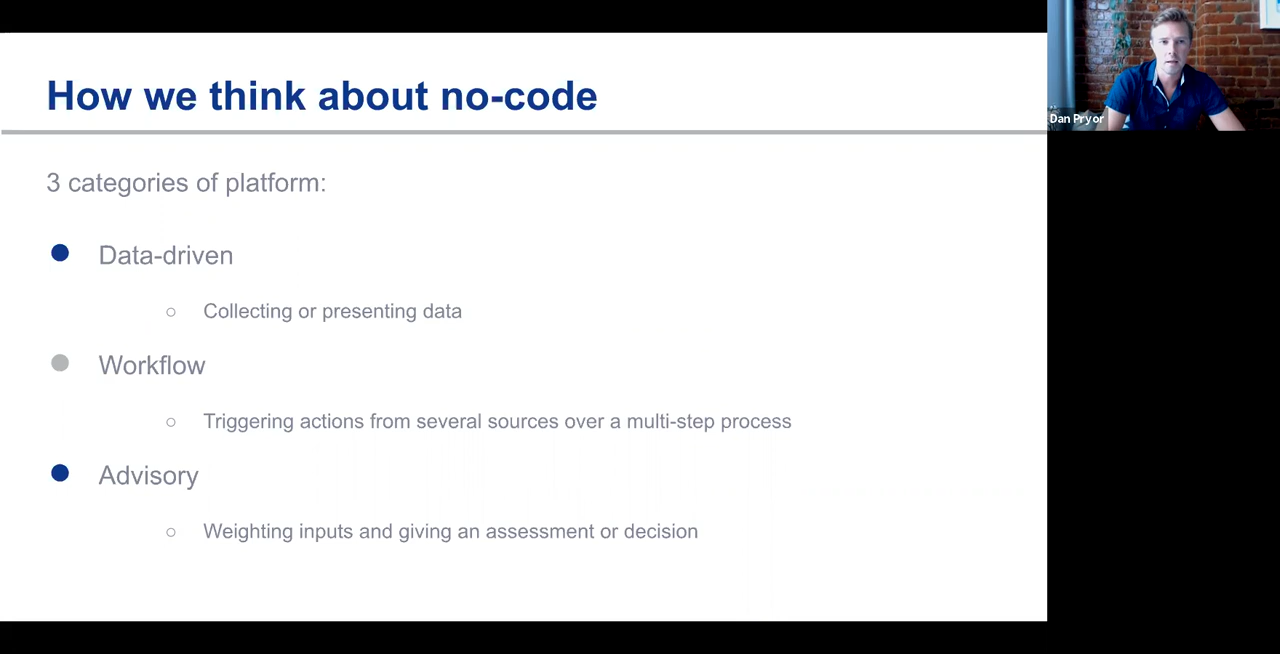 How we think about no-code
Dan Pryor
3 categories of platform:
Data-driven
Collecting or presenting data
Workflow
Triggering actions from several sources over a multi-step process
Advisory
Weighting inputs and giving an assessment or decision